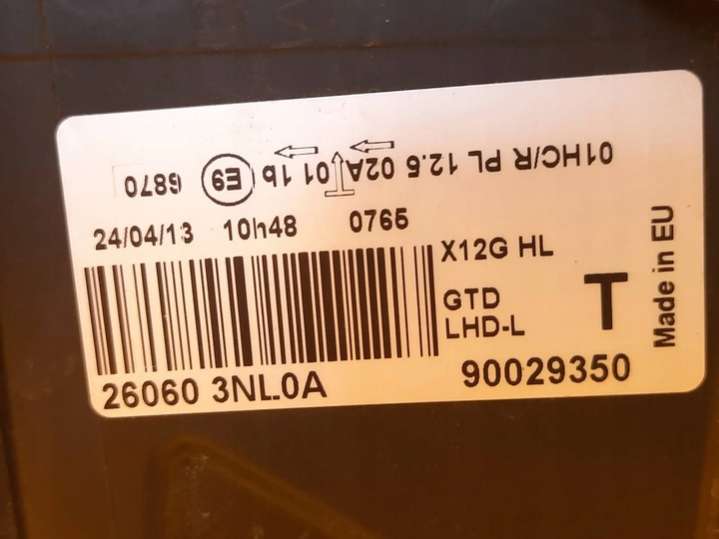 01HC/R PL 12.5 02A 01 1b E9 6870
24/04/13 10h48 0765
X12G HL
GTD
LHD-L
T
Made in EU
26060 3NL0A
90029350